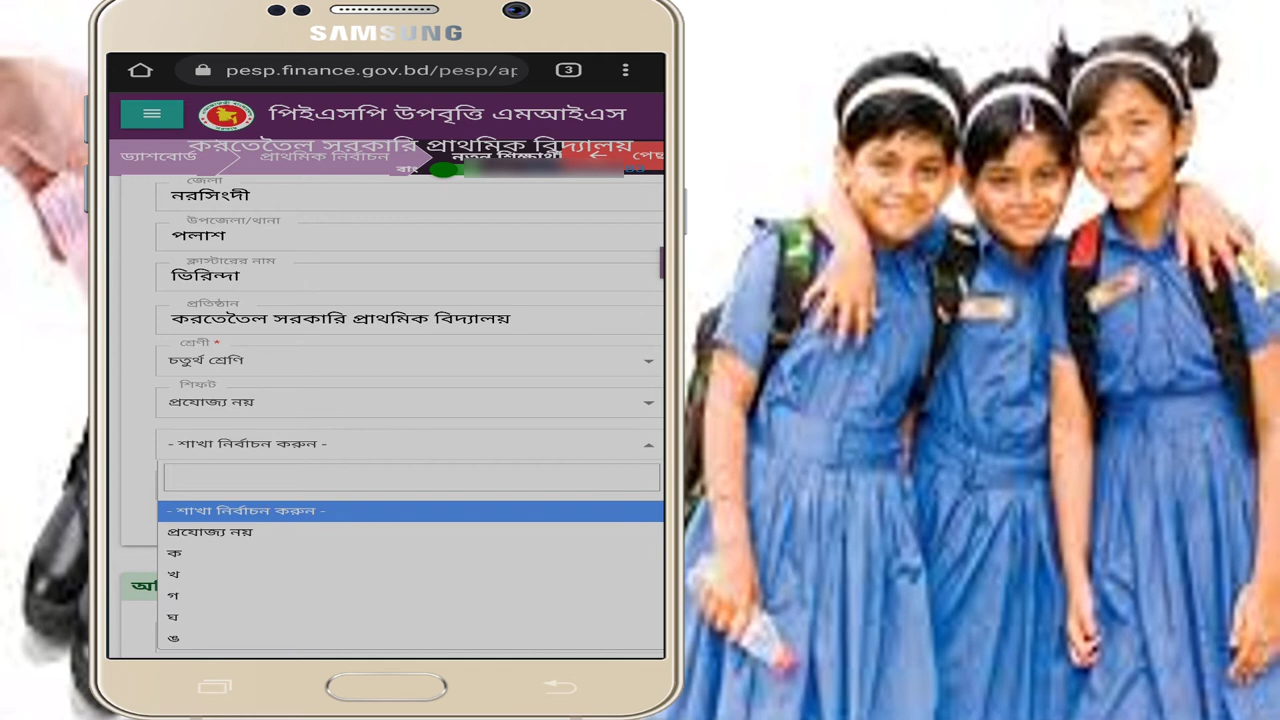 SAMSUNG
pesp.finance.gov.bd/pesp/ap
3
পিইএসপি উপবৃত্তি এমআইএস
করতেতৈল সরকারি প্রাথমিক বিদ্যালয়
ড্যাশবোর্ড
প্রাথমিক নির্বাচন
নতুন শিক্ষার্থী
পেছ
বাং
জেলা
নরসিংদী
উপজেলা/থানা
পলাশ
ক্লাস্টারের নাম
ভিরিন্দা
প্রতিষ্ঠান
করতেতৈল সরকারি প্রাথমিক বিদ্যালয়
শ্রেণী *
চতুর্থ শ্রেণি
শিফট
প্রযোজ্য নয়
- শাখা নির্বাচন করুন -
- শাখা নির্বাচন করুন -
প্রযোজ্য নয়
ক
খ
গ
ঘ
ঙ